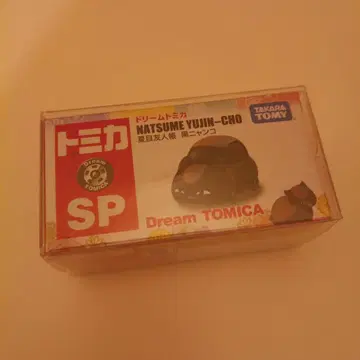 トミカ
Dream
TOMICA
SP
ドリームトミカ
NATSUME YUJIN-CHO
夏目友人帳 黒ニャンコ
TAKARA
TOMY
Dream TOMICA